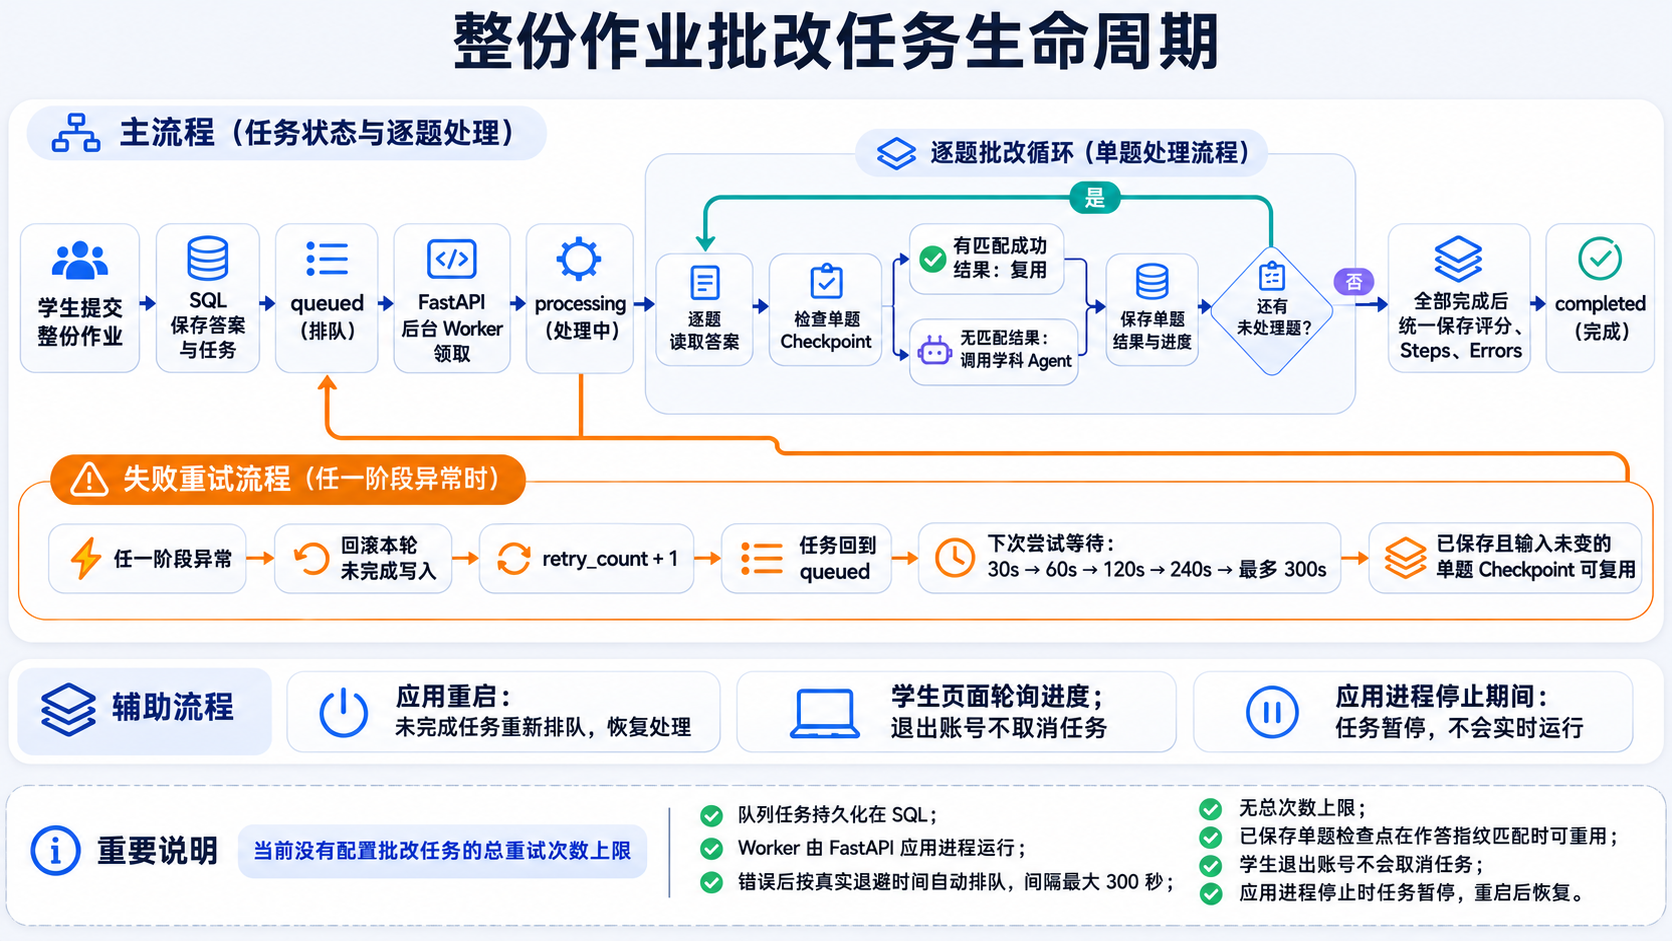 整份作业批改任务生命周期
主流程（任务状态与逐题处理）
逐题批改循环（单题处理流程）
是
学生提交
整份作业
SQL
保存答案
与任务
queued
（排队）
FastAPI
后台 Worker
领取
processing
（处理中）
逐题
读取答案
检查单题
Checkpoint
有匹配成功
结果：复用
无匹配结果：
调用学科 Agent
保存单题
结果与进度
还有
未处理题？
否
全部完成后
统一保存评分、
Steps、Errors
completed
（完成）
失败重试流程（任一阶段异常时）
任一阶段异常
回滚本轮
未完成写入
retry_count + 1
任务回到
queued
下次尝试等待：
30s → 60s → 120s → 240s → 最多 300s
已保存且输入未变的
单题 Checkpoint 可复用
辅助流程
应用重启：
未完成任务重新排队，恢复处理
学生页面轮询进度；
退出账号不取消任务
应用进程停止期间：
任务暂停，不会实时运行
重要说明
当前没有配置批改任务的总重试次数上限
队列任务持久化在 SQL；
Worker 由 FastAPI 应用进程运行；
错误后按真实退避时间自动排队，间隔最大 300 秒；
无总次数上限；
已保存单题检查点在作答指纹匹配时可重用；
学生退出账号不会取消任务；
应用进程停止时任务暂停，重启后恢复。